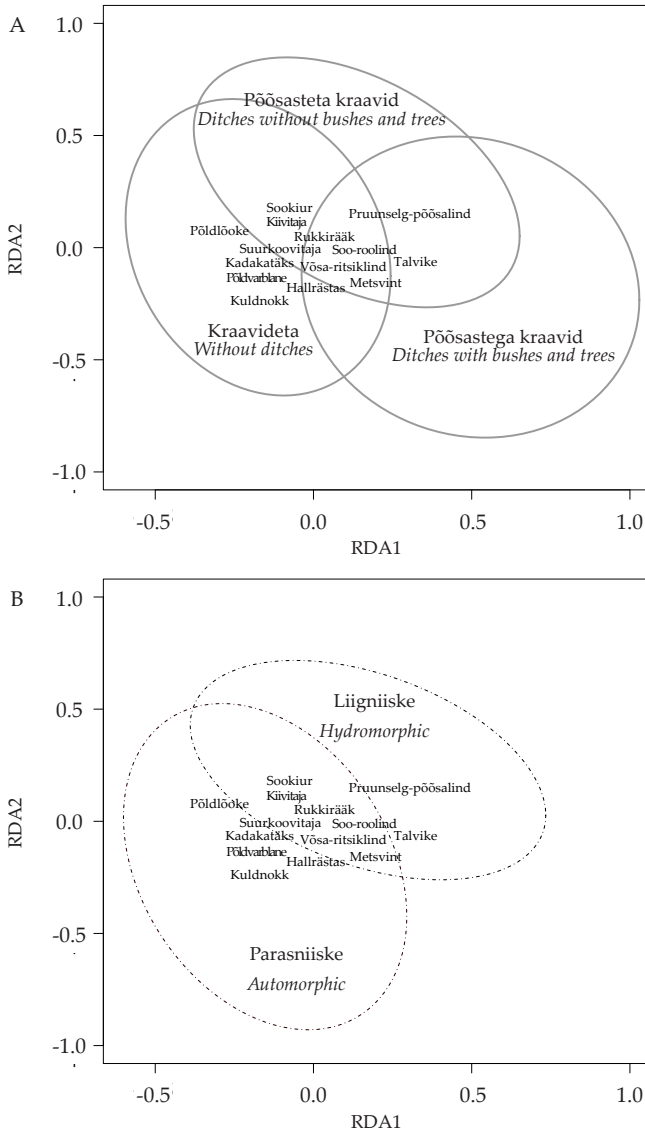 A
1.0
0.5
0.0
-0.5
-1.0
RDA2
Põõsasteta kraavid
Ditches without bushes and trees
Sookiur
Kiivitaja
Pruunselg-põõsalind
Põldlõoke
Rukkirääk
Suurkoovitaja
Soo-roolind
Kadakatäks
Võsa-ritsiklind
Talvike
Põldvarblane
Hallrästas
Metsvint
Kuldnokk
Kraavideta
Without ditches
Põõsastega kraavid
Ditches with bushes and trees
-0.5
0.0
0.5
1.0
RDA1
B
1.0
0.5
0.0
-0.5
-1.0
RDA2
Liigniiske
Hydromorphic
Sookiur
Kiivitaja
Pruunselg-põõsalind
Põldlõoke
Rukkirääk
Suurkoovitaja
Soo-roolind
Kadakatäks
Võsa-ritsiklind
Talvike
Põldvarblane
Hallrästas
Metsvint
Kuldnokk
Parasniiske
Automorphic
-0.5
0.0
0.5
1.0
RDA1